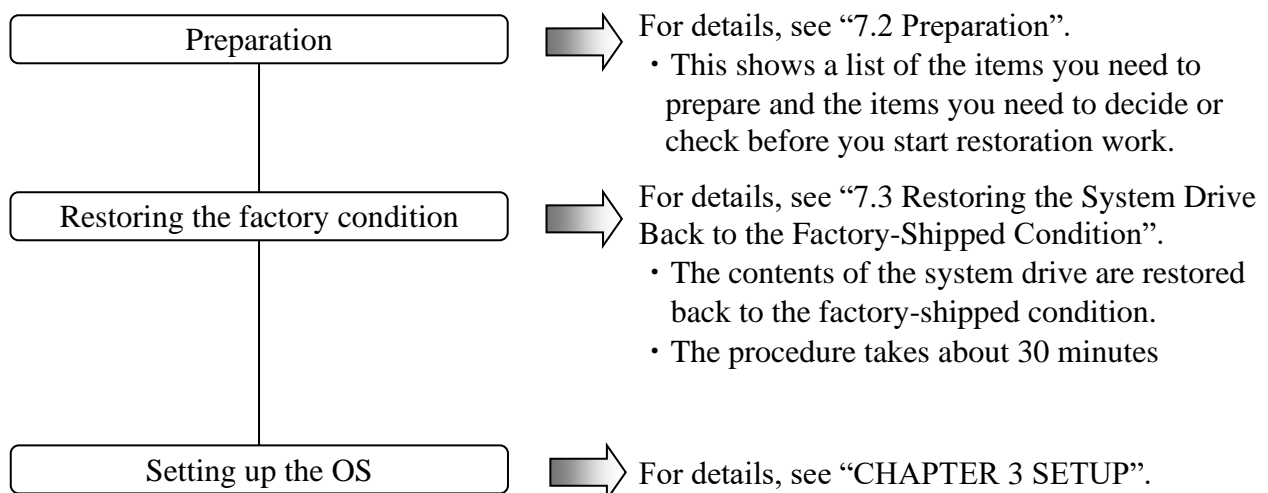 Preparation
For details, see “7.2 Preparation”.
・This shows a list of the items you need to
prepare and the items you need to decide or
check before you start restoration work.
Restoring the factory condition
For details, see “7.3 Restoring the System Drive
Back to the Factory-Shipped Condition”.
・The contents of the system drive are restored
back to the factory-shipped condition.
・The procedure takes about 30 minutes
Setting up the OS
For details, see “CHAPTER 3 SETUP”.